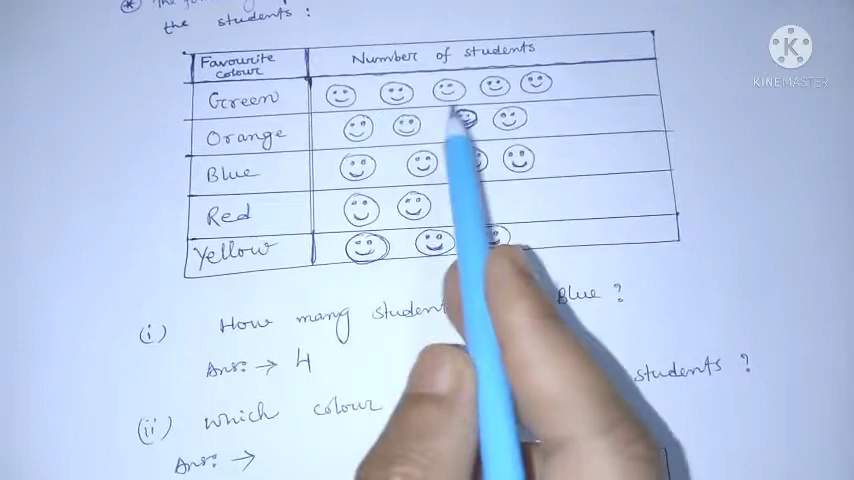 the students :
Favourite colour
Number of students
Green
Orange
Blue
Red
Yellow
(i) How many student Blue ?
Ans: → 4
(ii) which colour students ?
Ans: →
K
KINEMASTER